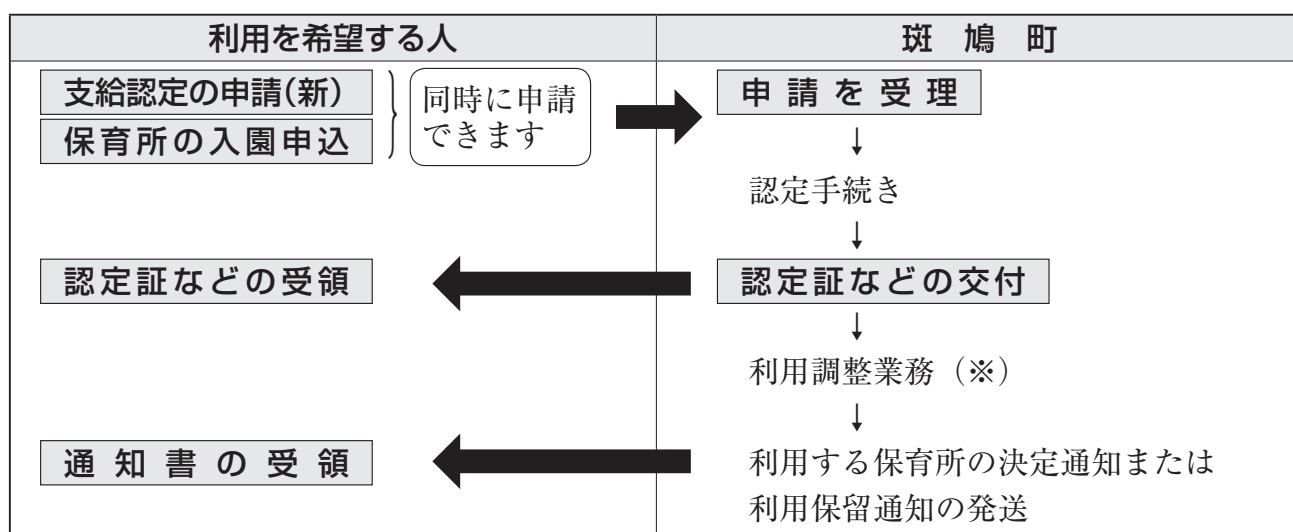 利用を希望する人
斑鳩町
支給認定の申請(新)
保育所の入園申込
同時に申請
できます
申請を受理
↓
認定手続き
↓
認定証などの受領
認定証などの交付
↓
利用調整業務（※）
↓
通知書の受領
利用する保育所の決定通知または
利用保留通知の発送